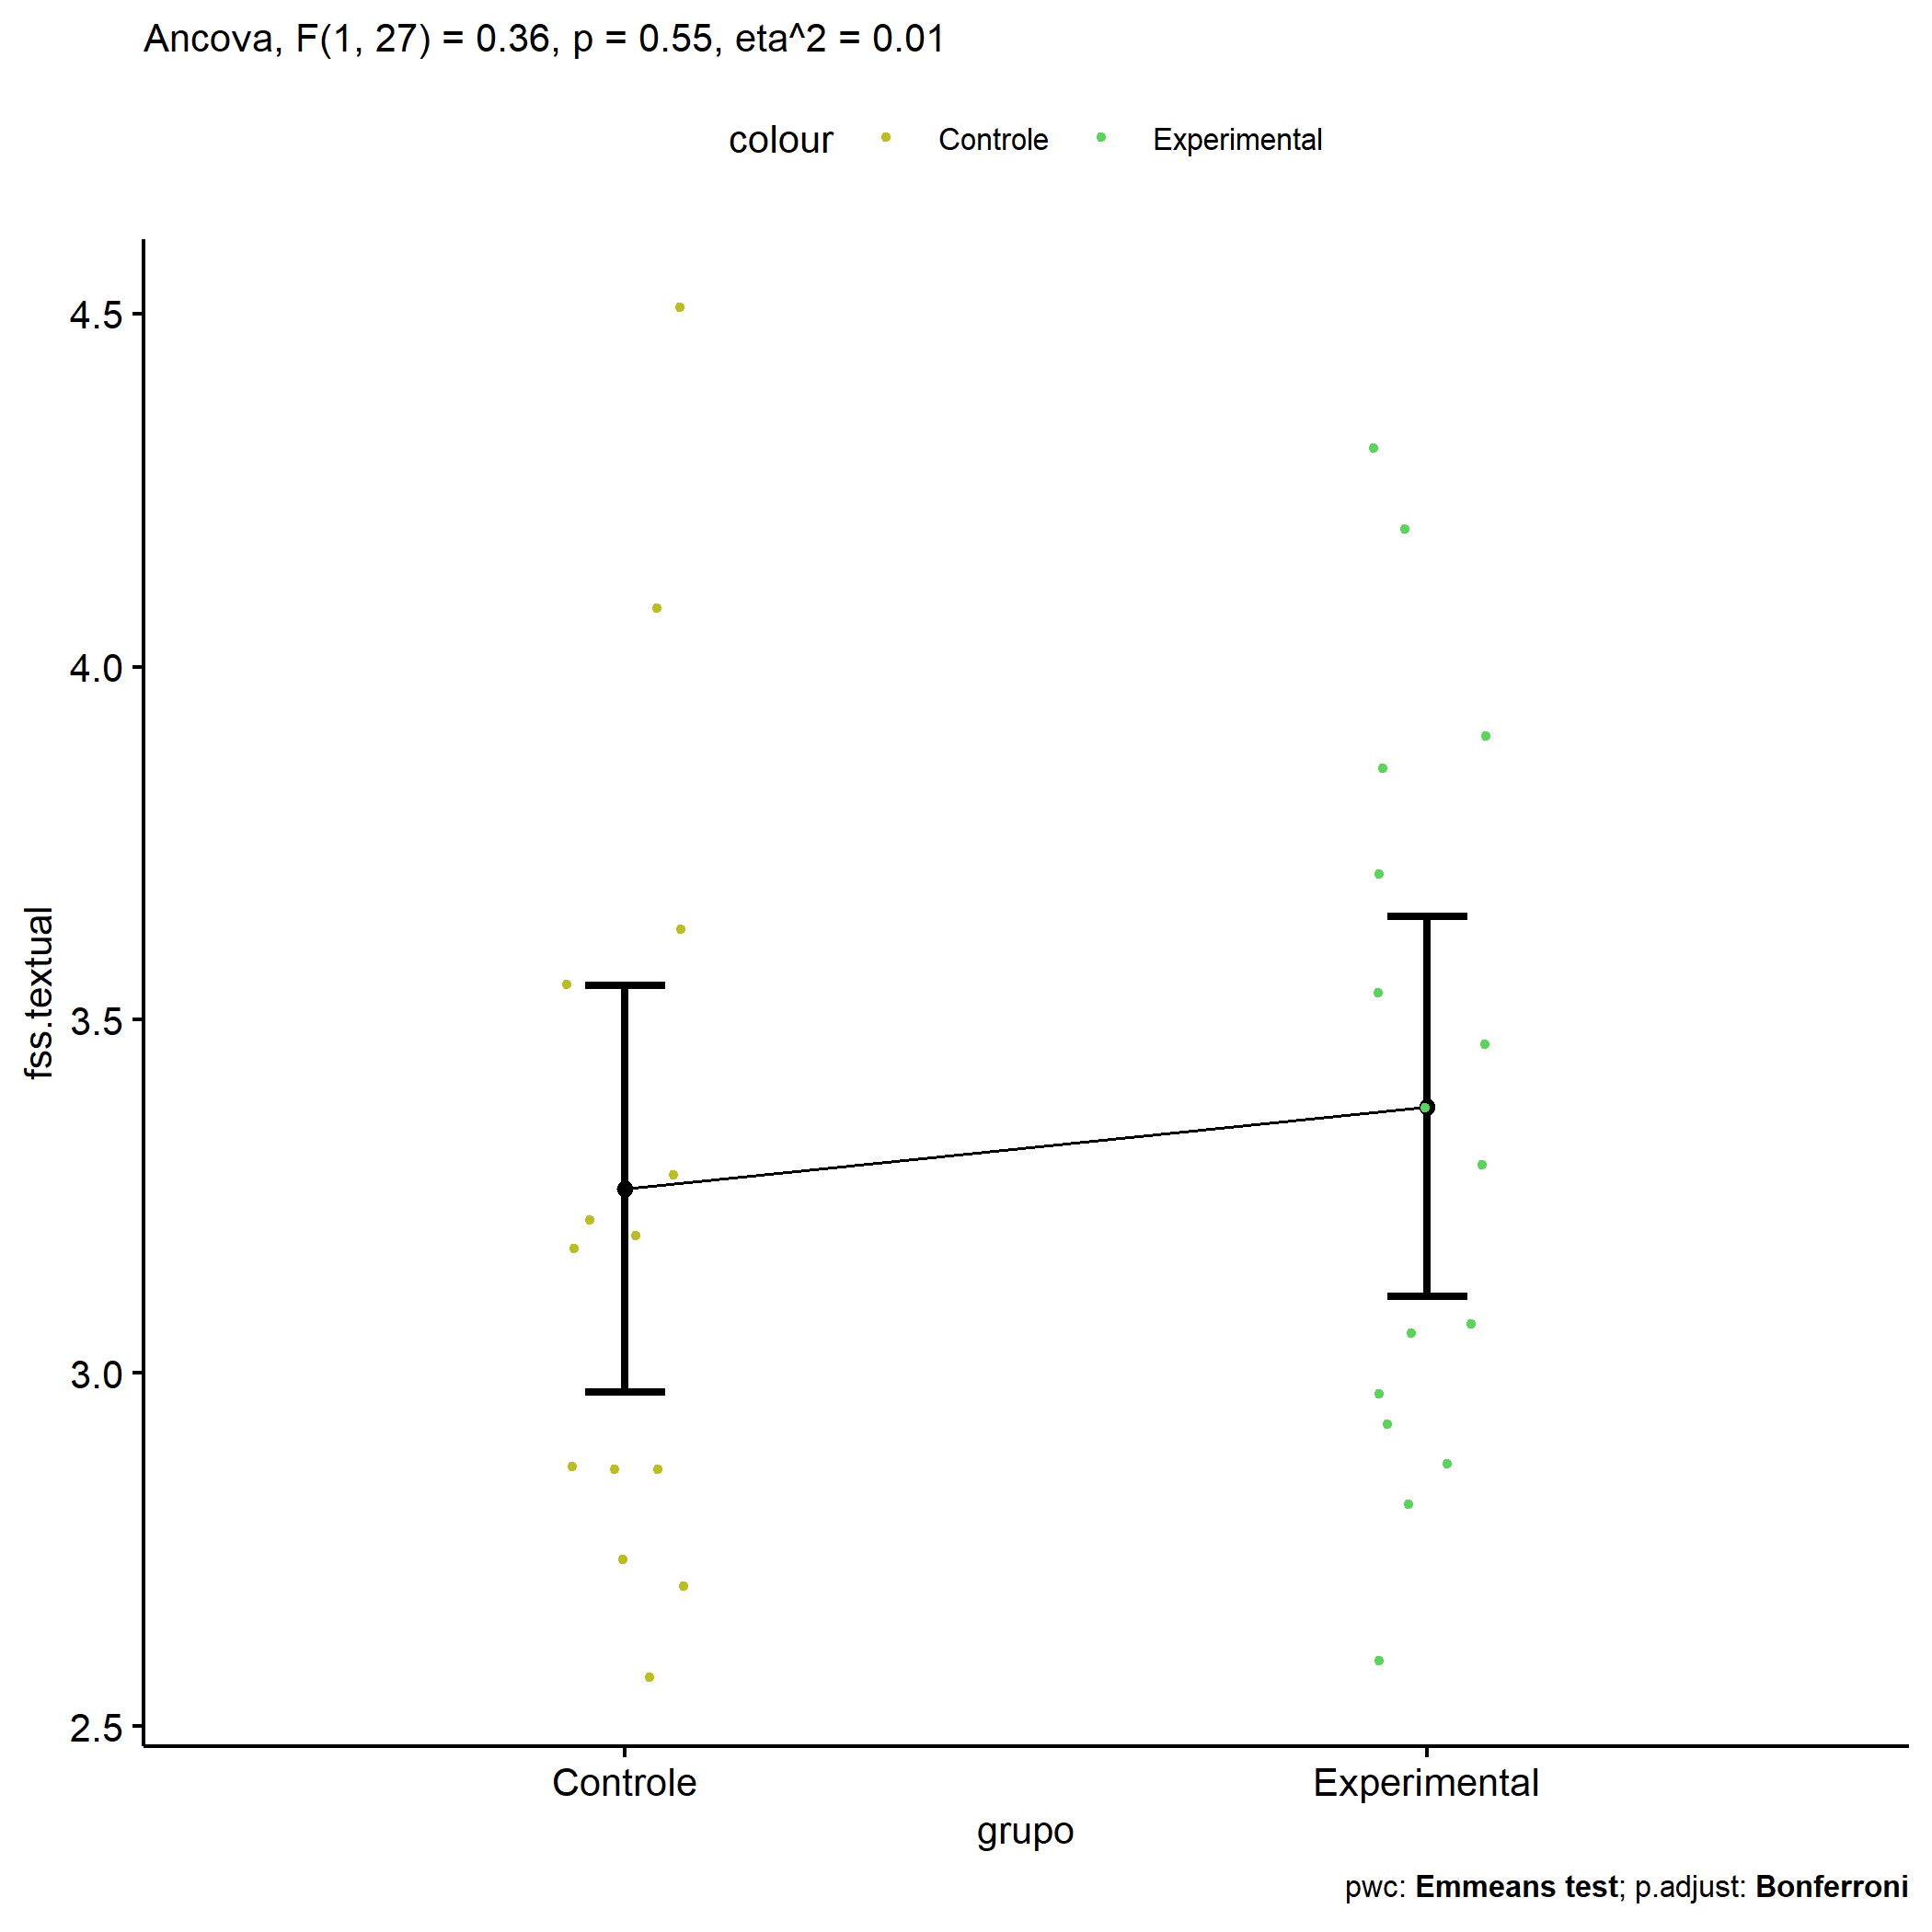 Ancova, F(1, 27) = 0.36, p = 0.55, eta^2 = 0.01
colour Controle Experimental
4.5
4.0
3.5
3.0
2.5
fss.textual
Controle Experimental
grupo
pwc: Emmeans test; p.adjust: Bonferroni